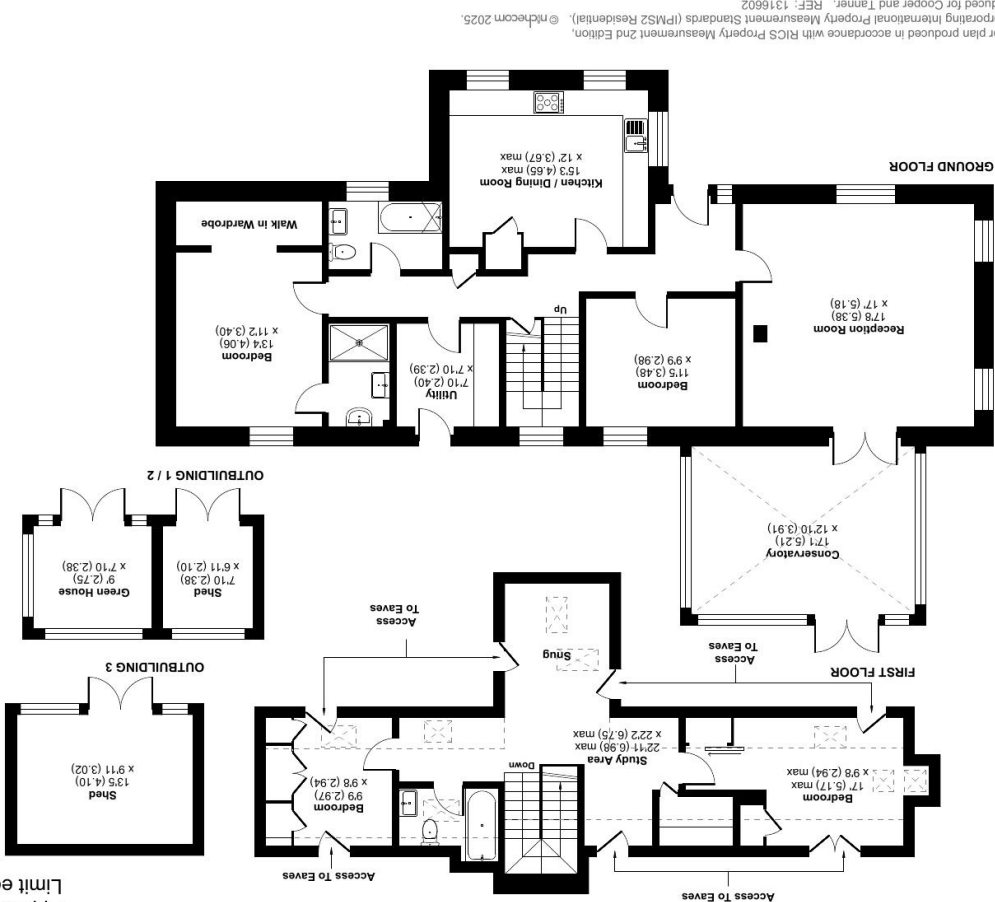 Limited
Access To Eaves
Access To Eaves
Bedroom
17' (5.17) max
x 9'8 (2.94) max
Study Area
22'11 (6.98) max
x 22'2 (6.75) max
Down
Bedroom
9'9 (2.97)
x 9'8 (2.94)
Snug
FIRST FLOOR
Access
To Eaves
Access
To Eaves
Shed
13'5 (4.10)
x 9'11 (3.02)
OUTBUILDING 3
Shed
7'10 (2.38)
x 6'11 (2.10)
Green House
9' (2.75)
x 7'10 (2.38)
OUTBUILDING 1 / 2
Conservatory
17'1 (5.21)
x 12'10 (3.91)
Reception Room
17'8 (5.38)
x 17' (5.18)
Bedroom
11'5 (3.48)
x 9'9 (2.98)
Up
Utility
7'10 (2.40)
x 7'10 (2.39)
Bedroom
13'4 (4.06)
x 11'2 (3.40)
Walk in Wardrobe
Kitchen / Dining Room
15'3 (4.65) max
x 12' (3.67) max
GROUND FLOOR
or plan produced in accordance with RICS Property Measurement 2nd Edition,
orporating International Property Measurement Standards (IPMS2 Residential). © nichecom 2025.
duced for Cooper and Tanner. REF: 1316602